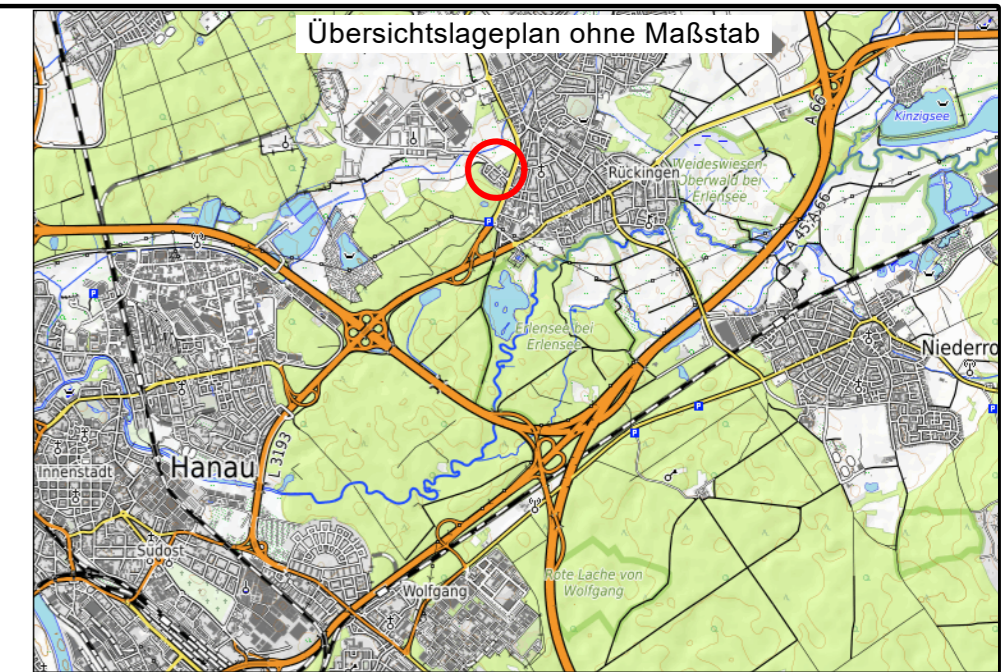 Übersichtslageplan ohne Maßstab
A 66
Kinzigsee
Rückingen
Weideswiesen-
Oberwald bei
Erlensee
A 45;A 66
P
P
Erlensee bei
Erlensee
Niederro
P
P
P
Hanau
L 3193
Innenstadt
Südost
Wolfgang
Rote Lache von
Wolfgang